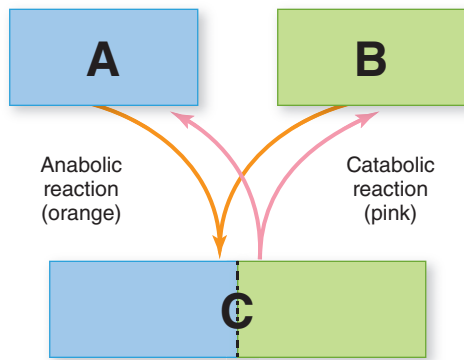 A
B
Anabolic
reaction
(orange)
Catabolic
reaction
(pink)
C